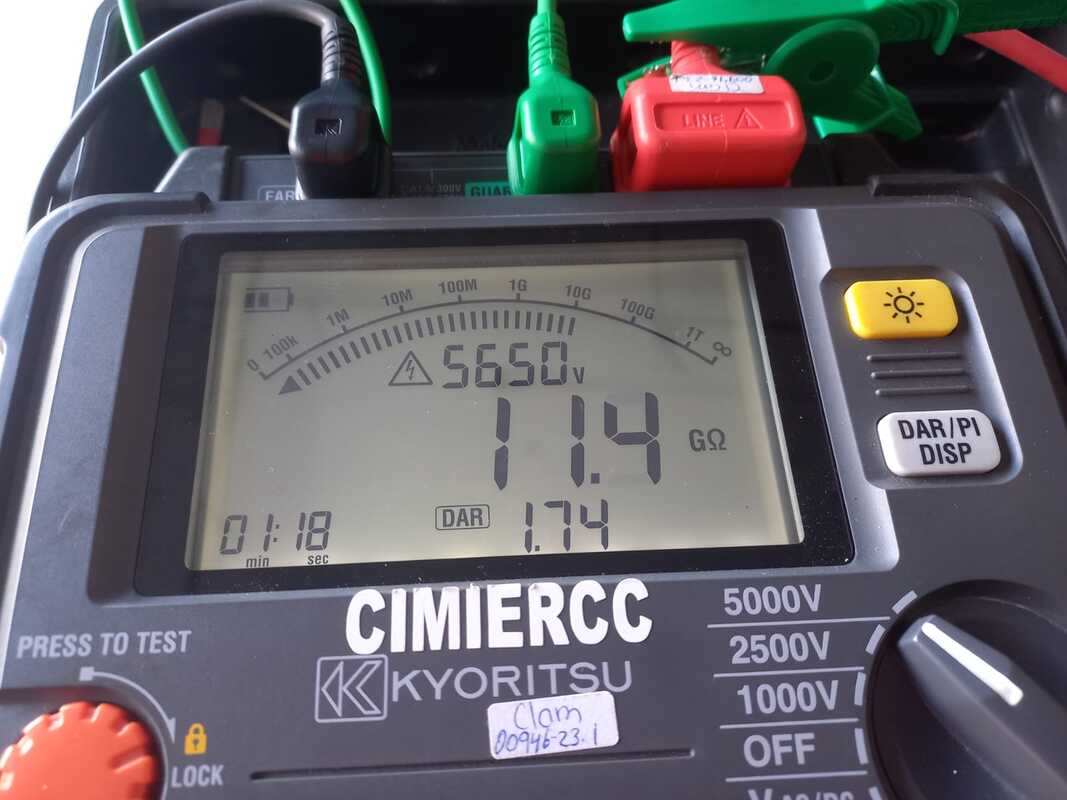 LINE
EAR
GUAR
0 100k 1M 10M 100M 1G 10G 100G 1T ∞
5650V
11.4 GΩ
01:18
min sec
DAR 1.74
DAR/PI
DISP
CIMIERCC
KYORITSU
Clam
00946-23.1
PRESS TO TEST
LOCK
5000V
2500V
1000V
OFF